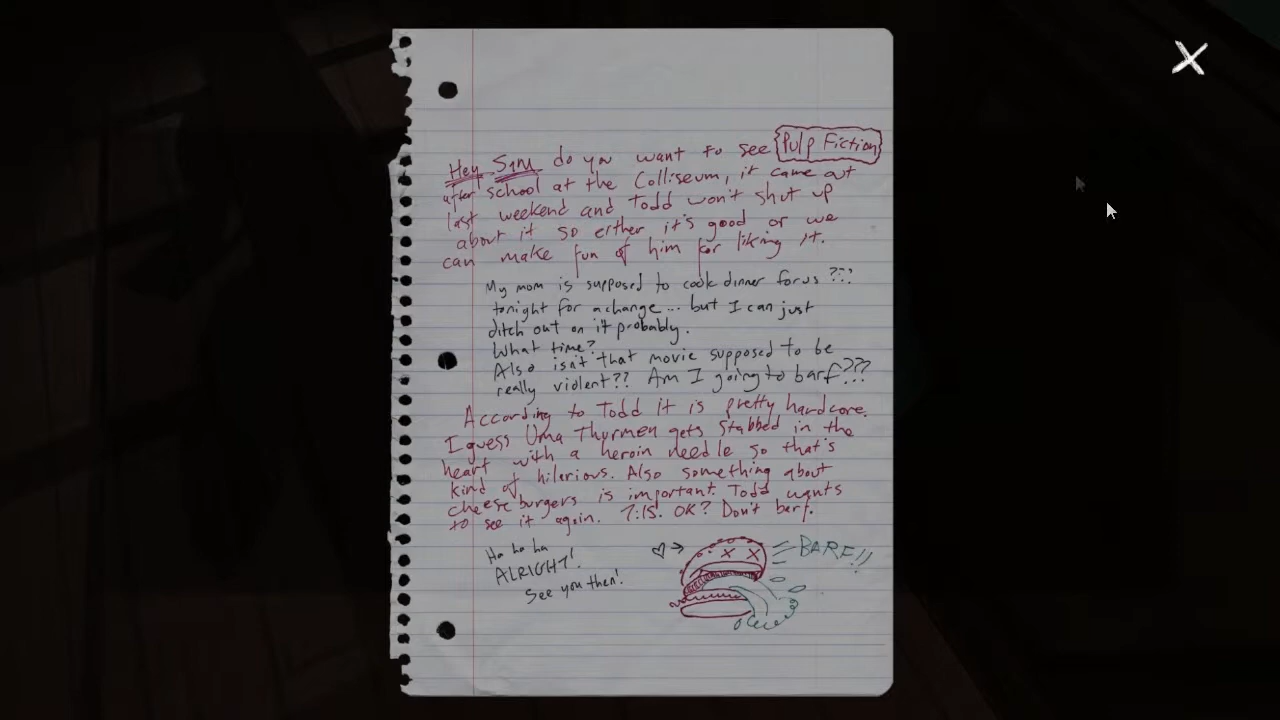 Hey Sam do you want to see Pulp Fiction
after school at the Colliseum, it came out
last weekend and Todd won't shut up
about it so either it's good or we
can make fun of him for liking it.
My mom is supposed to cook dinner for us ???
tonight for a change... but I can just
ditch out on it probably.
What time?
Also isn't that movie supposed to be
really violent?? Am I going to barf???
According to Todd it is pretty hardcore.
I guess Uma Thurmen gets stabbed in the
heart with a heroin needle so that's
kind of hilerious. Also something about
cheeseburgers is important. Todd wants
to see it again. 7:15. OK? Don't barf.
Ha ha ha
ALRIGHT!
See you then!
BARF!!